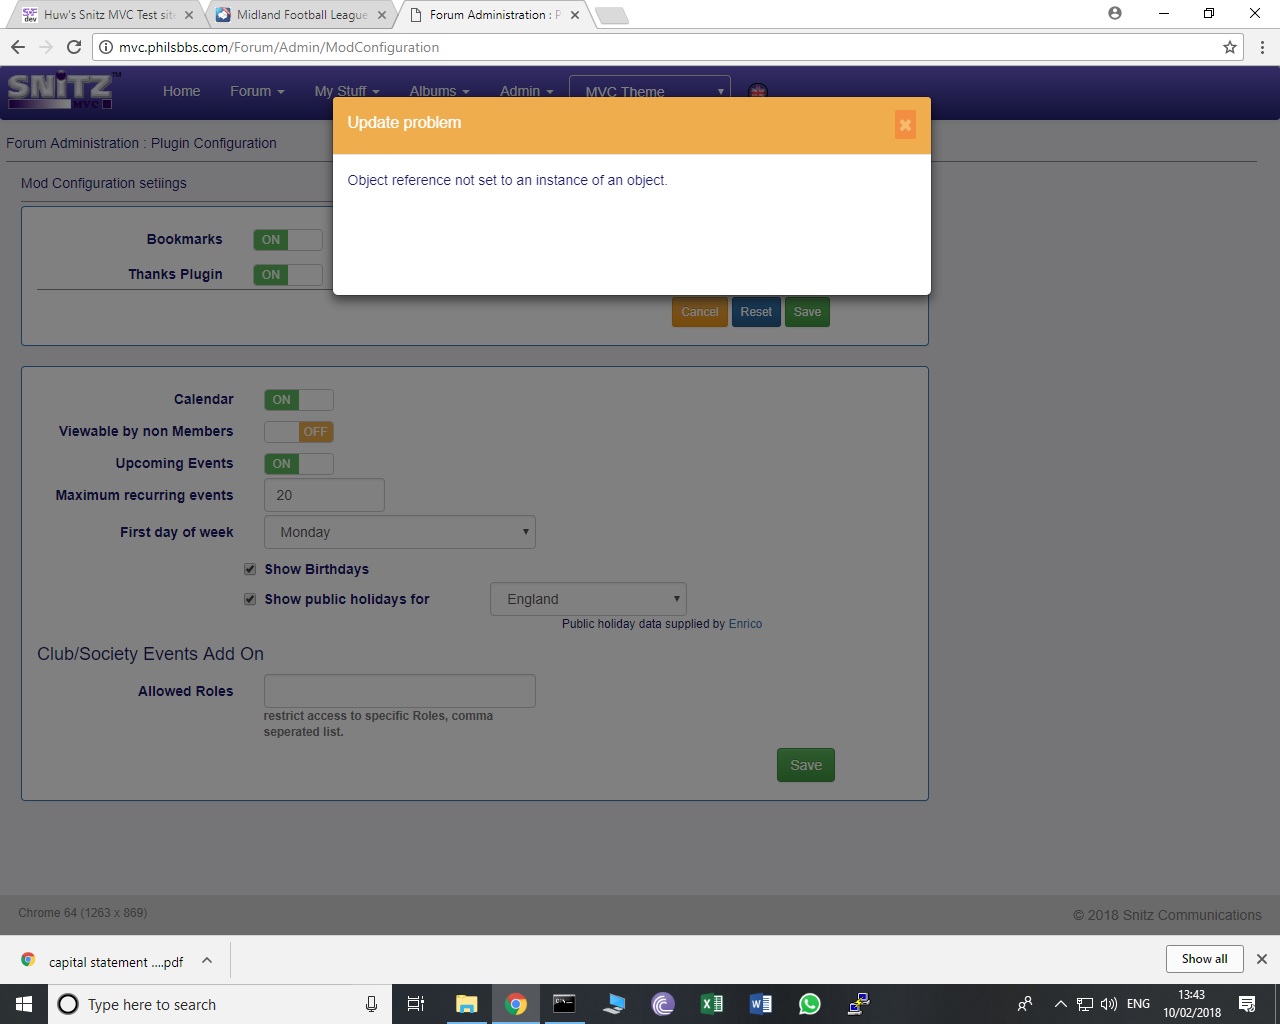 Huw's Snitz MVC Test sit
Midland Football League
Forum Administration : P
mvc.philsbbs.com/Forum/Admin/ModConfiguration
SNiTZ™
MVC
Home
Forum
My Stuff
Albums
Admin
MVC Theme
Update problem
Forum Administration : Plugin Configuration
Object reference not set to an instance of an object.
Mod Configuration setiings
Bookmarks
ON
Thanks Plugin
ON
Cancel
Reset
Save
Calendar
ON
Viewable by non Members
OFF
Upcoming Events
ON
Maximum recurring events
20
First day of week
Monday
Show Birthdays
Show public holidays for
England
Public holiday data supplied by Enrico
Club/Society Events Add On
Allowed Roles
restrict access to specific Roles, comma
seperated list.
Save
Chrome 64 (1263 x 869)
© 2018 Snitz Communications
capital statement ....pdf
Show all
Type here to search
ENG
13:43
10/02/2018